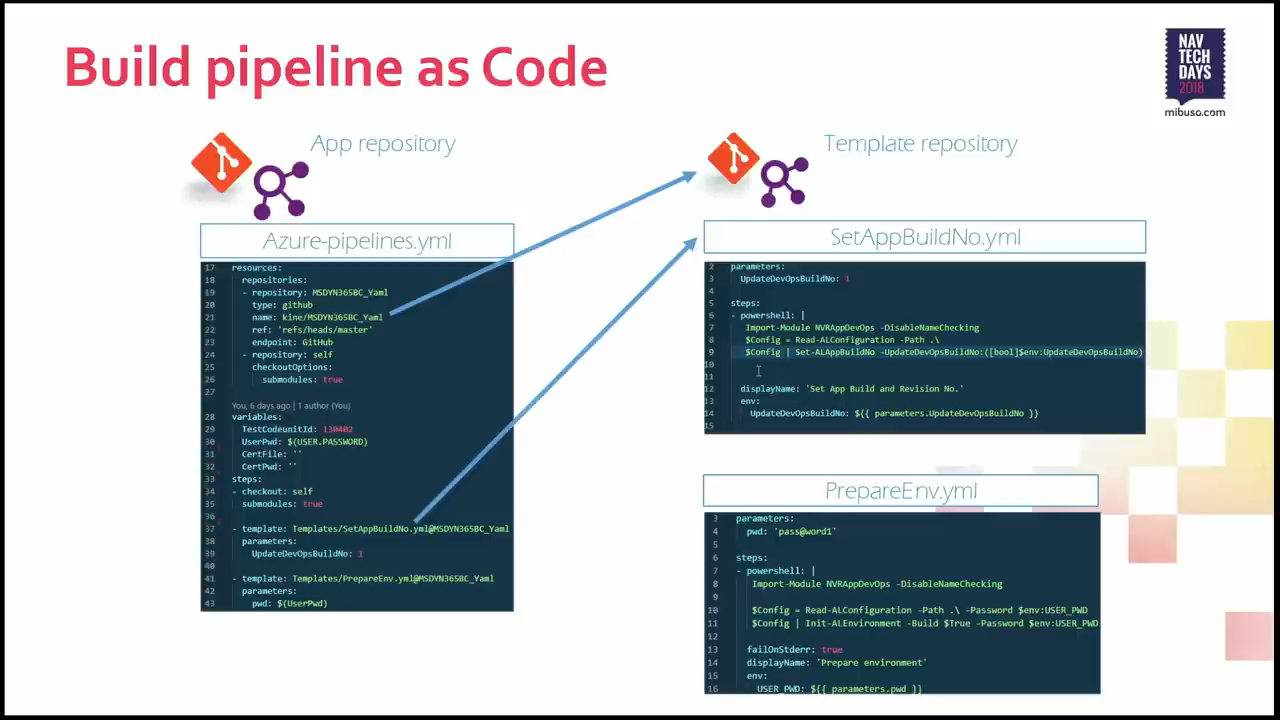 Build pipeline as Code
NAV
TECH
DAYS
2018
mibuso.com
App repository
Template repository
Azure-pipelines.yml
17 resources:
18 repositories:
19 - repository: MSDYN365BC_Yaml
20 type: github
21 name: kine/MSDYN365BC_Yaml
22 ref: 'refs/heads/master'
23 endpoint: GitHub
24 - repository: self
25 checkoutOptions:
26 submodules: true
27
You, 6 days ago | 1 author (You)
28 variables:
29 TestCodeunitId: 130402
30 UserPwd: $(USER.PASSWORD)
31 CertFile: ''
32 CertPwd: ''
33 steps:
34 - checkout: self
35 submodules: true
36
37 - template: Templates/SetAppBuildNo.yml@MSDYN365BC_Yaml
38 parameters:
39 UpdateDevOpsBuildNo: 1
40
41 - template: Templates/PrepareEnv.yml@MSDYN365BC_Yaml
42 parameters:
43 pwd: $(UserPwd)
SetAppBuildNo.yml
2 parameters:
3 UpdateDevOpsBuildNo: 1
4
5 steps:
6 - powershell: |
7 Import-Module NVRAppDevOps -DisableNameChecking
8 $Config = Read-ALConfiguration -Path .\
9 $Config | Set-ALAppBuildNo -UpdateDevOpsBuildNo:([bool]$env:UpdateDevOpsBuildNo)
10
11
12 displayName: 'Set App Build and Revision No.'
13 env:
14 UpdateDevOpsBuildNo: ${{ parameters.UpdateDevOpsBuildNo }}
15
PrepareEnv.yml
3 parameters:
4 pwd: 'pass@word1'
5
6 steps:
7 - powershell: |
8 Import-Module NVRAppDevOps -DisableNameChecking
9
10 $Config = Read-ALConfiguration -Path .\ -Password $env:USER_PWD
11 $Config | Init-ALEnvironment -Build $True -Password $env:USER_PWD
12
13 failOnStderr: true
14 displayName: 'Prepare environment'
15 env:
16 USER_PWD: ${{ parameters.pwd }}